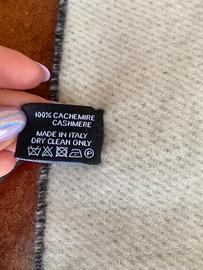 100% CACHEMIRE
CASHMERE
MADE IN ITALY
DRY CLEAN ONLY
P